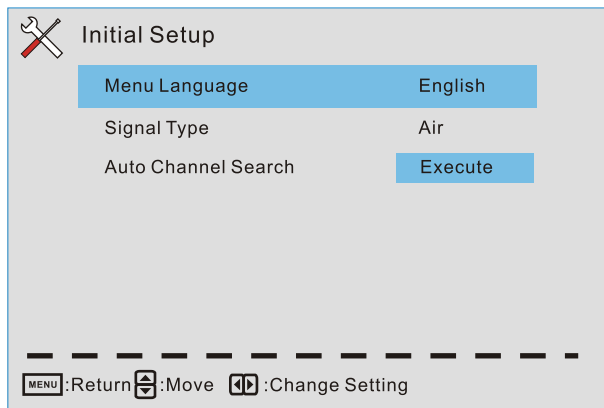 Initial Setup
Menu Language English
Signal Type Air
Auto Channel Search Execute
MENU :Return :Move :Change Setting